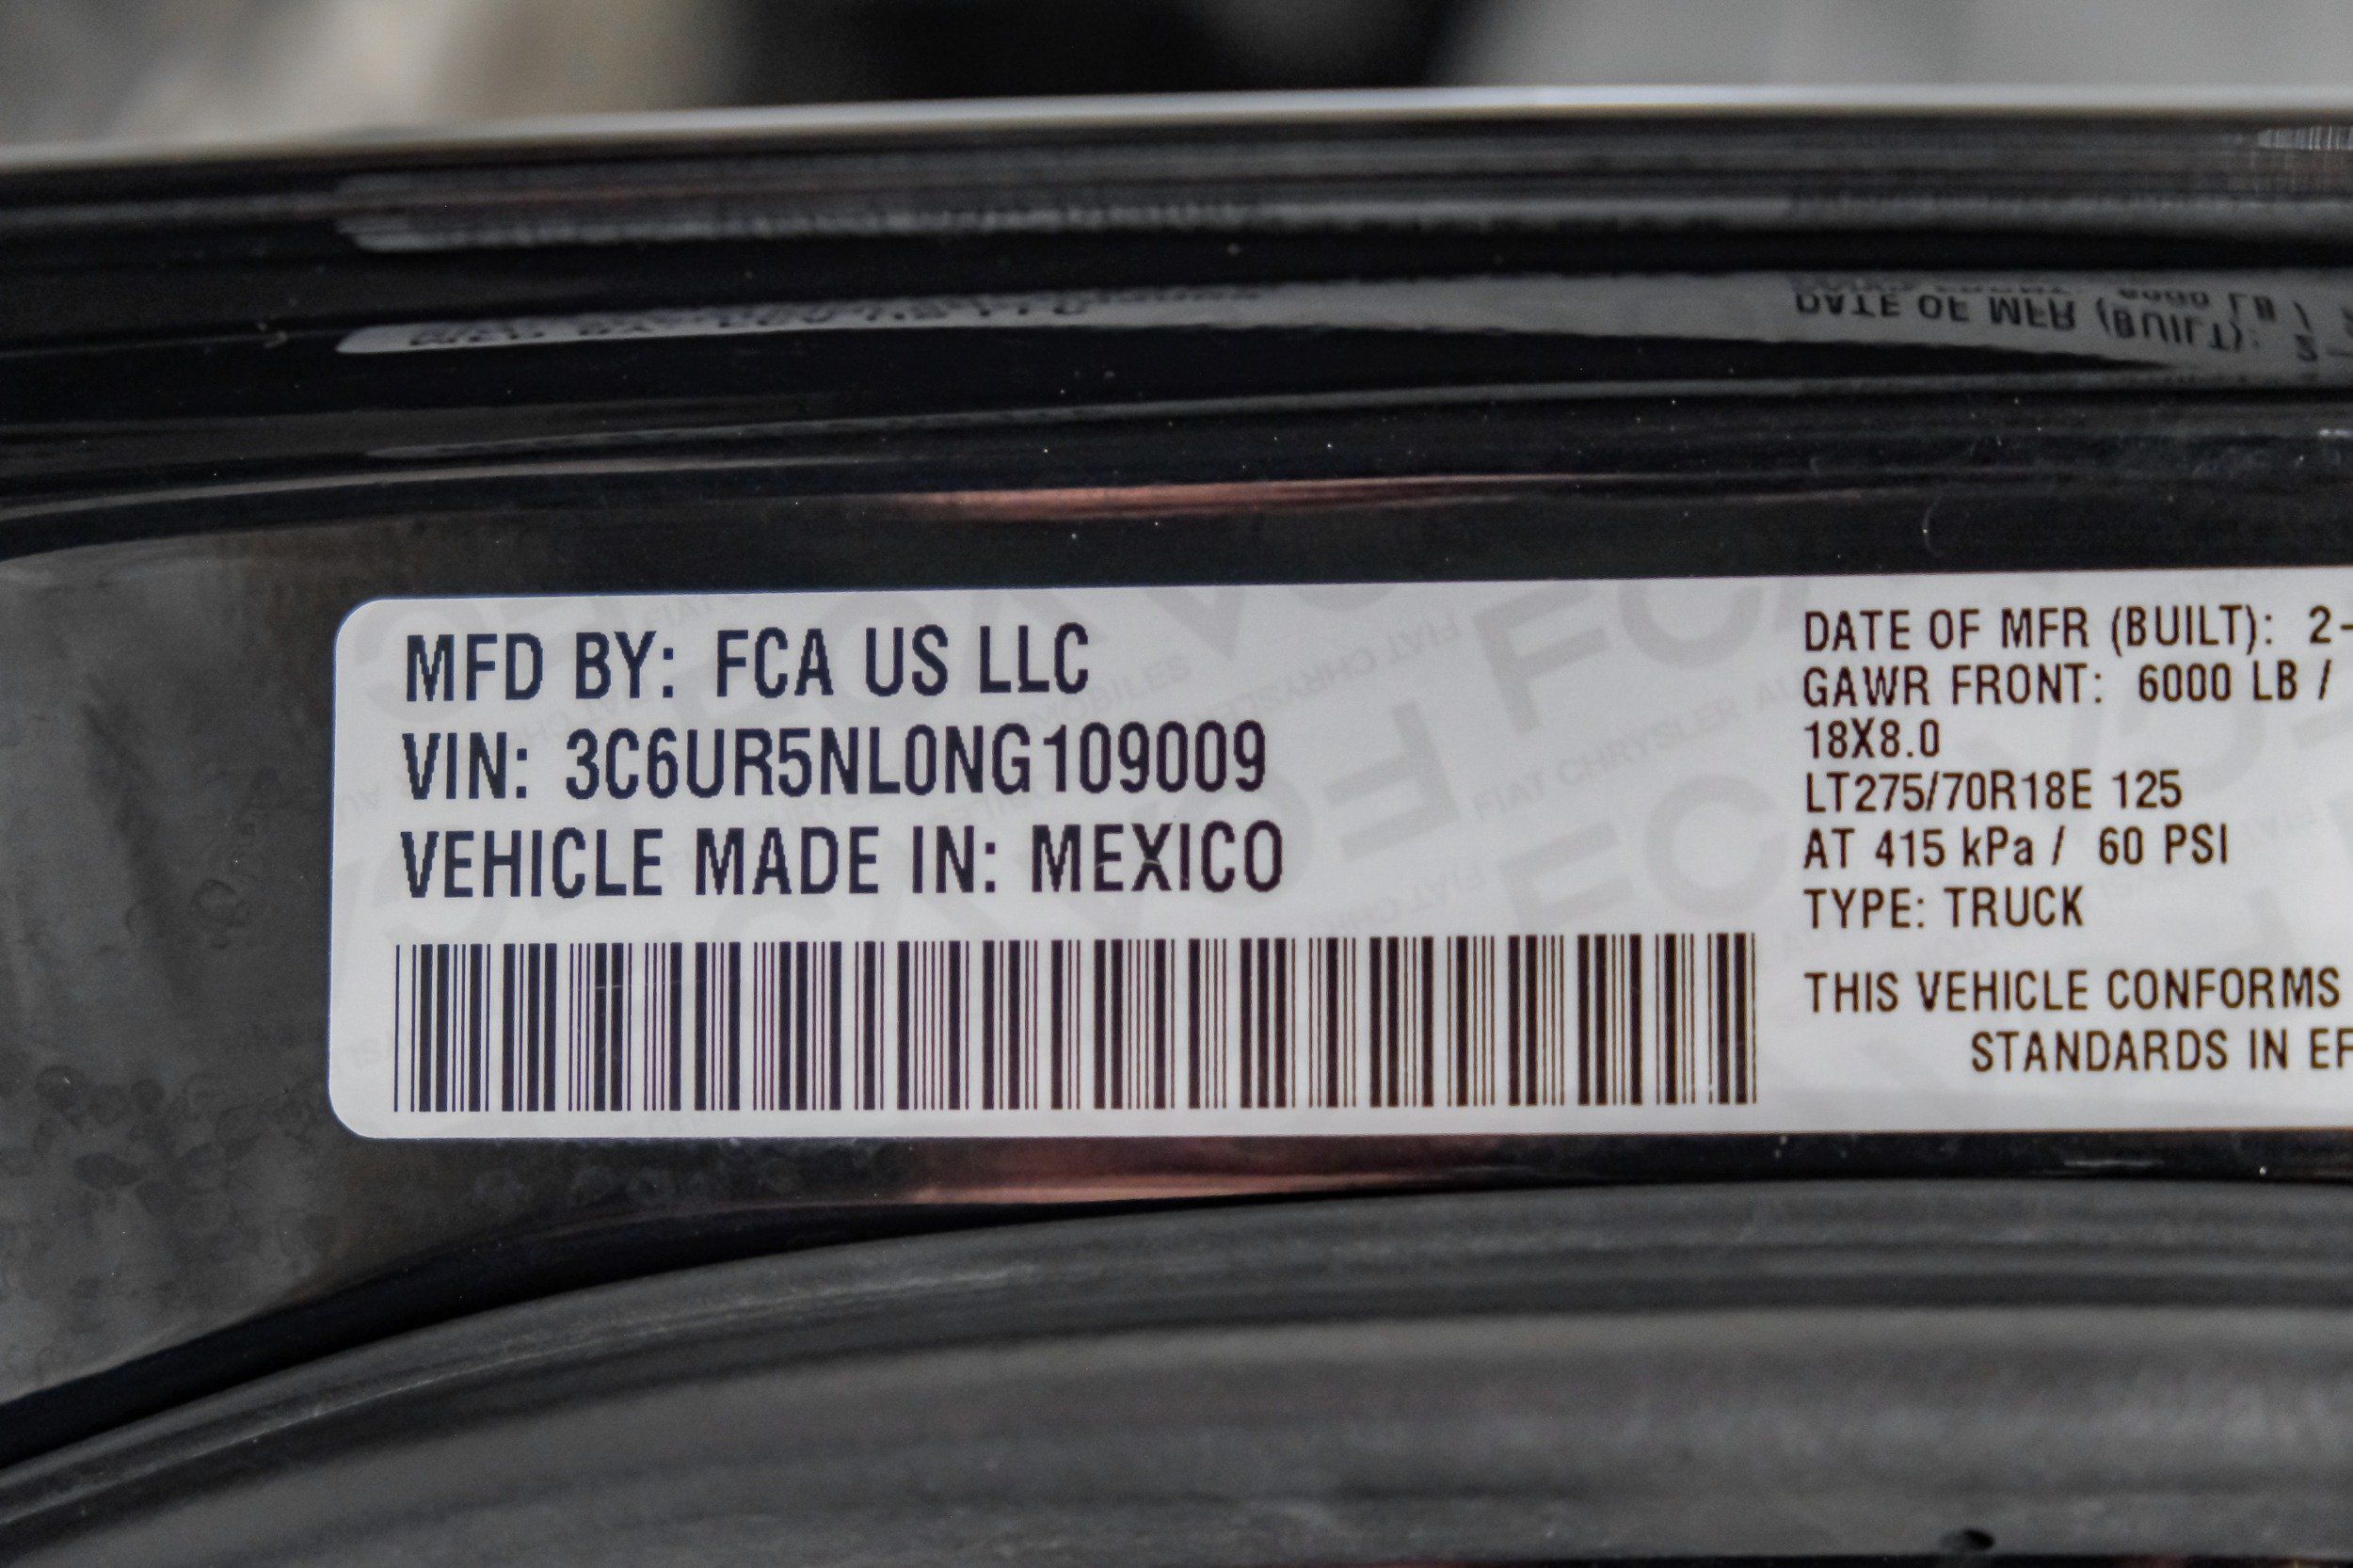 MFD BY: FCA US LLC
VIN: 3C6UR5NL0NG109009
VEHICLE MADE IN: MEXICO
DATE OF MFR (BUILT): 2-
GAWR FRONT: 6000 LB /
18X8.0
LT275/70R18E 125
AT 415 kPa / 60 PSI
TYPE: TRUCK
THIS VEHICLE CONFORMS
STANDARDS IN